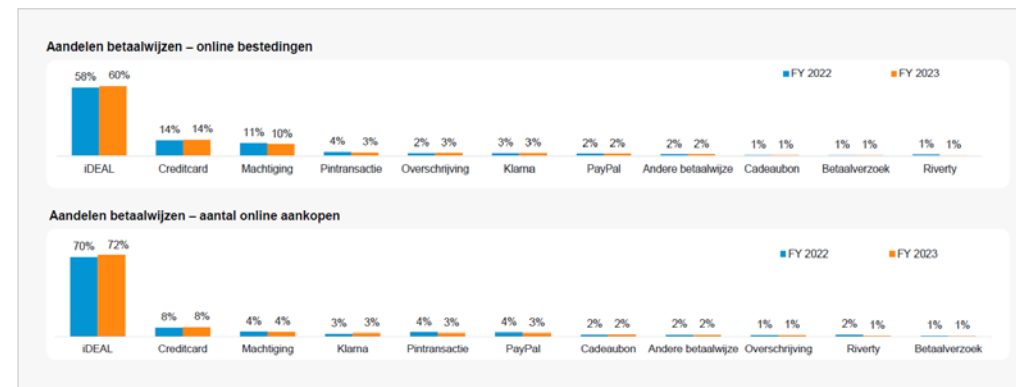 Aandelen betaalwijzen – online bestedingen
FY 2022 FY 2023
58% 60% 14% 14% 11% 10% 4% 3% 2% 3% 3% 3% 2% 2% 2% 2% 1% 1% 1% 1% 1% 1%
iDEAL Creditcard Machtiging Pintransactie Overschrijving Klarna PayPal Andere betaalwijze Cadeaubon Betaalverzoek Riverty
Aandelen betaalwijzen – aantal online aankopen
FY 2022 FY 2023
70% 72% 8% 8% 4% 4% 3% 3% 4% 3% 4% 3% 2% 2% 2% 2% 1% 1% 2% 1% 1% 1%
iDEAL Creditcard Machtiging Klarna Pintransactie PayPal Cadeaubon Andere betaalwijze Overschrijving Riverty Betaalverzoek